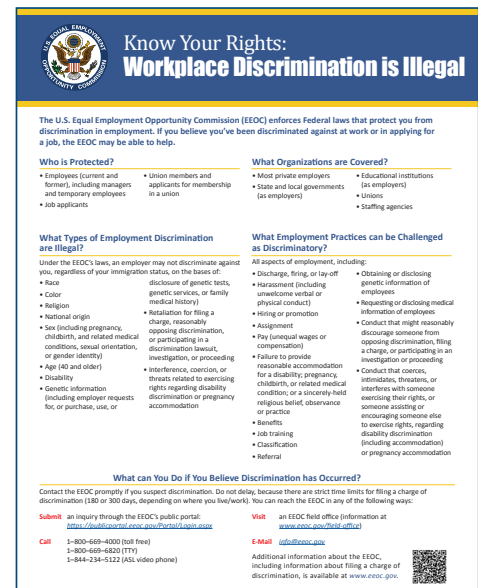 U.S. EQUAL EMPLOYMENT OPPORTUNITY COMMISSION
Know Your Rights:
Workplace Discrimination is Illegal
The U.S. Equal Employment Opportunity Commission (EEOC) enforces Federal laws that protect you from
discrimination in employment. If you believe you’ve been discriminated against at work or in applying for
a job, the EEOC may be able to help.
Who is Protected?
• Employees (current and
former), including managers
and temporary employees
• Job applicants
• Union members and
applicants for membership
in a union
What Organizations are Covered?
• Most private employers
• State and local governments
(as employers)
• Educational institutions
(as employers)
• Unions
• Staffing agencies
What Types of Employment Discrimination
are Illegal?
Under the EEOC’s laws, an employer may not discriminate against
you, regardless of your immigration status, on the bases of:
• Race
• Color
• Religion
• National origin
• Sex (including pregnancy,
childbirth, and related medical
conditions, sexual orientation,
or gender identity)
• Age (40 and older)
• Disability
• Genetic information
(including employer requests
for, or purchase, use, or
disclosure of genetic tests,
genetic services, or family
medical history)
• Retaliation for filing a
charge, reasonably
opposing discrimination,
or participating in a
discrimination lawsuit,
investigation, or proceeding
• Interference, coercion, or
threats related to exercising
rights regarding disability
discrimination or pregnancy
accommodation
What Employment Practices can be Challenged
as Discriminatory?
All aspects of employment, including:
• Discharge, firing, or lay-off
• Harassment (including
unwelcome verbal or
physical conduct)
• Hiring or promotion
• Assignment
• Pay (unequal wages or
compensation)
• Failure to provide
reasonable accommodation
for a disability; pregnancy,
childbirth, or related medical
condition; or a sincerely-held
religious belief, observance
or practice
• Benefits
• Job training
• Classification
• Referral
• Obtaining or disclosing
genetic information of
employees
• Requesting or disclosing medical
information of employees
• Conduct that might reasonably
discourage someone from
opposing discrimination, filing
a charge, or participating in an
investigation or proceeding
• Conduct that coerces,
intimidates, threatens, or
interferes with someone
exercising their rights, or
someone assisting or
encouraging someone else
to exercise rights, regarding
disability discrimination
(including accommodation)
or pregnancy accommodation
What can You Do if You Believe Discrimination has Occurred?
Contact the EEOC promptly if you suspect discrimination. Do not delay, because there are strict time limits for filing a charge of
discrimination (180 or 300 days, depending on where you live/work). You can reach the EEOC in any of the following ways:
Submit an inquiry through the EEOC’s public portal:
https://publicportal.eeoc.gov/Portal/Login.aspx
Call 1–800–669–4000 (toll free)
1–800–669–6820 (TTY)
1–844–234–5122 (ASL video phone)
Visit an EEOC field office (information at
www.eeoc.gov/field-office)
E-Mail info@eeoc.gov
Additional information about the EEOC,
including information about filing a charge of
discrimination, is available at www.eeoc.gov.